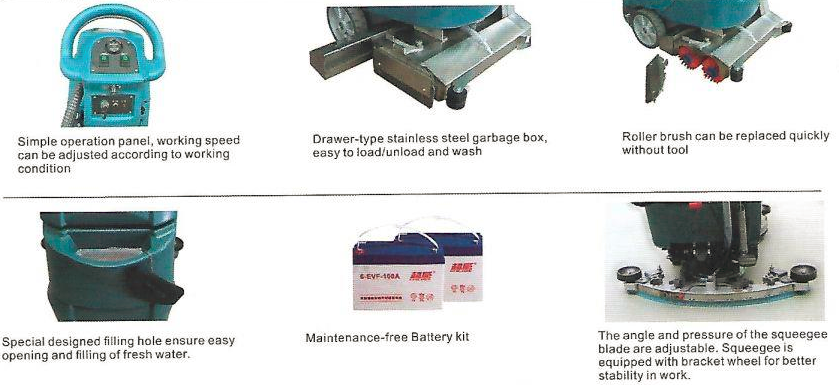 Simple operation panel, working speed
can be adjusted according to working
condition
Drawer-type stainless steel garbage box,
easy to load/unload and wash
Roller brush can be replaced quickly
without tool
Special designed filling hole ensure easy
opening and filling of fresh water.
6-EVF-100A
Maintenance-free Battery kit
The angle and pressure of the squeegee
blade are adjustable. Squeegee is
equipped with bracket wheel for better
stability in work.